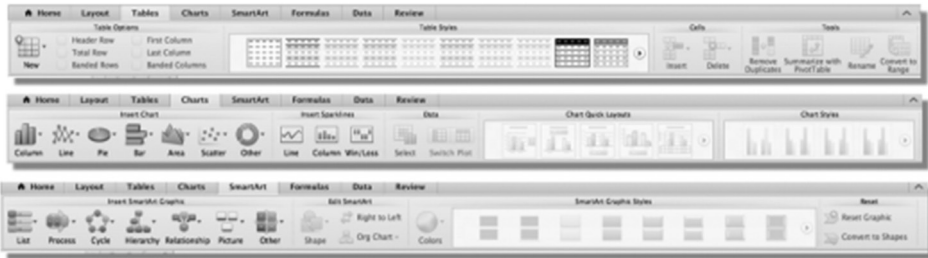 Home Layout Tables Charts SmartArt Formulas Data Review
Table Options Table Styles Cells Tools
Header Row First Column
Total Row Last Column
Banded Rows Banded Columns
New Insert Delete Remove Duplicates Summarize with PivotTable Rename Convert to Range
Home Layout Tables Charts SmartArt Formulas Data Review
Insert Chart Insert Sparklines Data Chart Quick Layouts Chart Styles
Column Line Pie Bar Area Scatter Other Line Column Win/Loss Select Switch Plot
Home Layout Tables Charts SmartArt Formulas Data Review
Insert SmartArt Graphic Edit SmartArt SmartArt Graphic Styles Reset
Right to Left Reset Graphic
Org Chart Convert to Shapes
List Process Cycle Hierarchy Relationship Picture Other Shape Colors